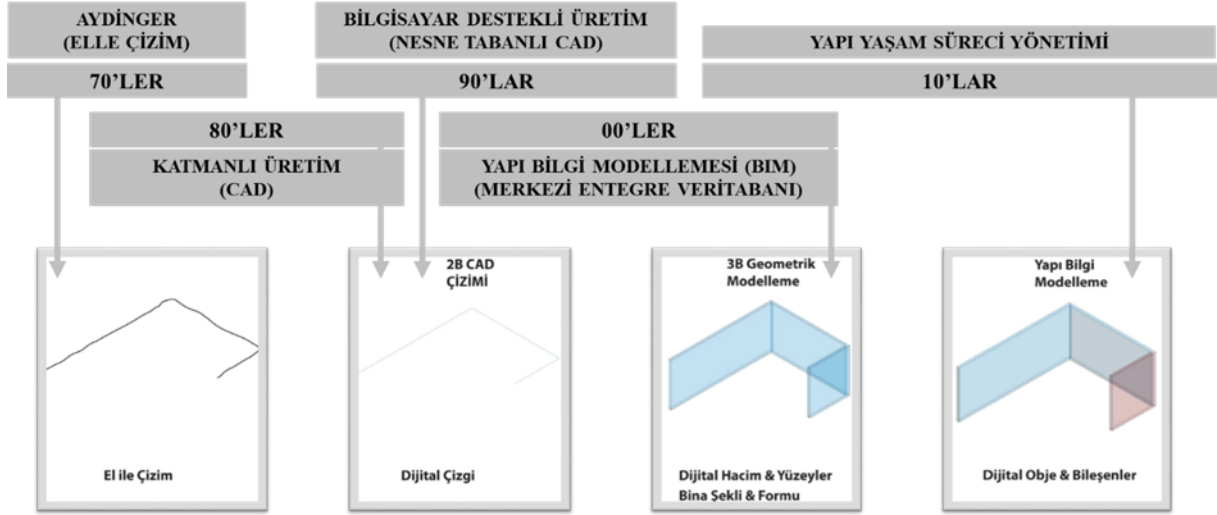 AYDINGER
(ELLE ÇİZİM)
70’LER
BİLGİSAYAR DESTEKLİ ÜRETİM
(NESNE TABANLI CAD)
90’LAR
YAPI YAŞAM SÜRECİ YÖNETİMİ
10’LAR
80’LER
KATMANLI ÜRETİM
(CAD)
00’LER
YAPI BİLGİ MODELLEMESİ (BIM)
(MERKEZİ ENTEGRE VERİTABANI)
El ile Çizim
2B CAD
ÇİZİMİ
Dijital Çizgi
3B Geometrik
Modelleme
Dijital Hacim & Yüzeyler
Bina Şekli & Formu
Yapı Bilgi
Modelleme
Dijital Obje & Bileşenler